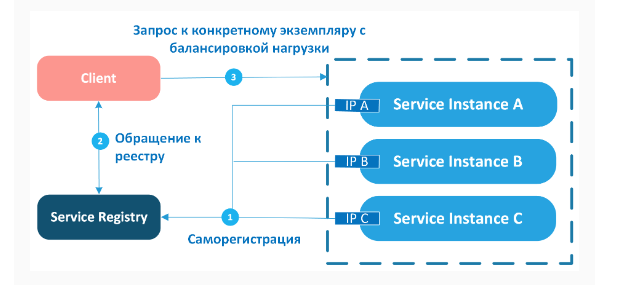 Запрос к конкретному экземпляру с
балансировкой нагрузки
Client
3
IP A
Service Instance A
2
Обращение к
реестру
IP B
Service Instance B
Service Registry
1
IP C
Service Instance C
Саморегистрация